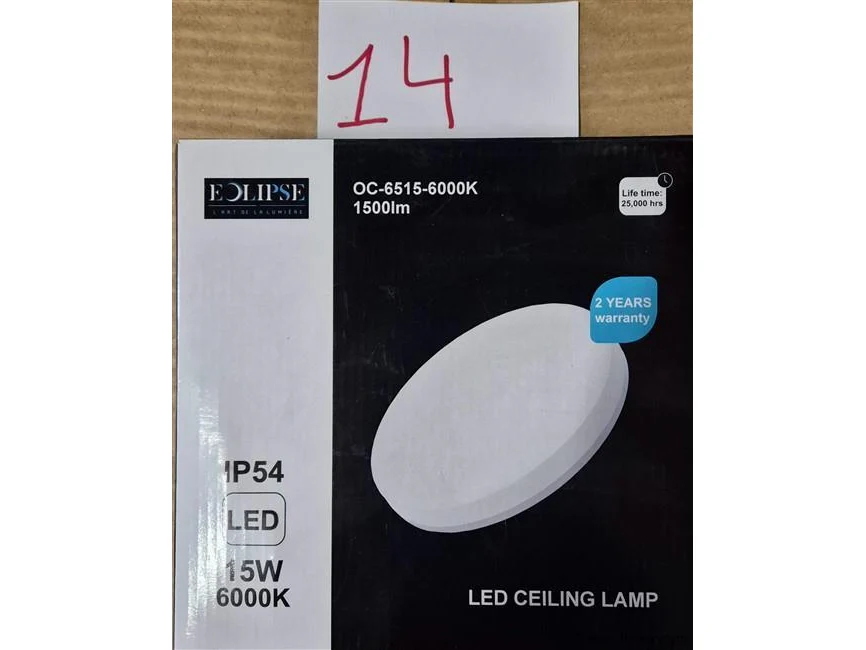 14
ECLIPSE
L'ART DE LA LUMIÈRE
OC-6515-6000K
1500lm
Life time:
25,000 hrs
2 YEARS
warranty
IP54
LED
15W
6000K
LED CEILING LAMP